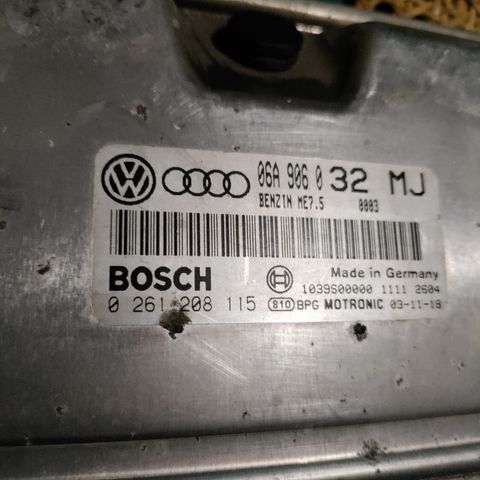 06A 906 032 MJ
BENZIN ME7.5 0003
BOSCH
Made in Germany
1039S00000 1111 2604
0 261 208 115 810 BPG MOTRONIC 03-11-18